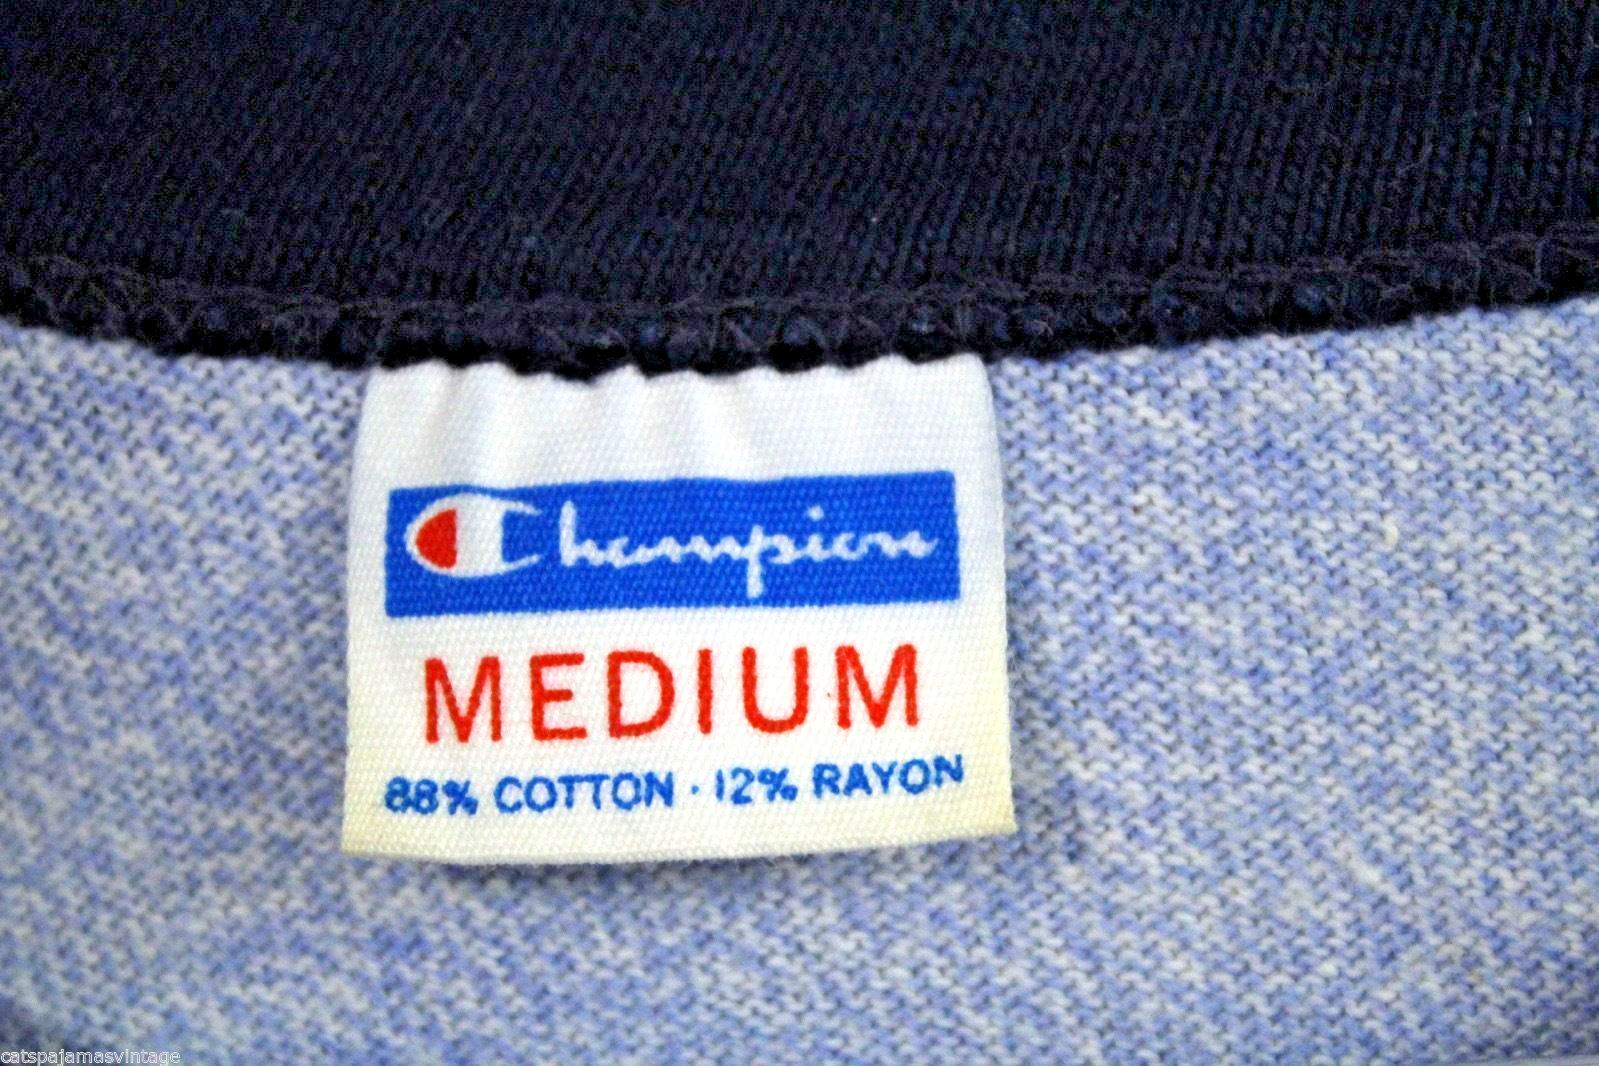 Champion
MEDIUM
88% COTTON · 12% RAYON
catspajamasvintage